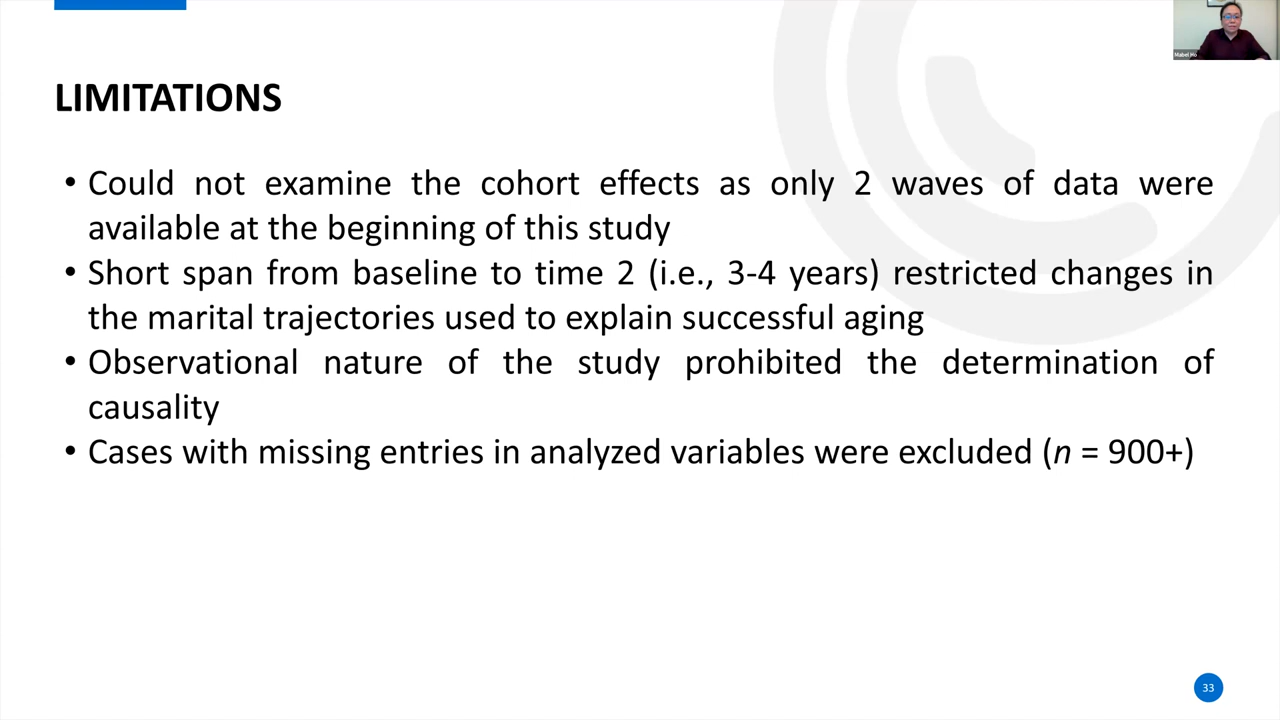 Mabel Ho
LIMITATIONS
• Could not examine the cohort effects as only 2 waves of data were
available at the beginning of this study
• Short span from baseline to time 2 (i.e., 3-4 years) restricted changes in
the marital trajectories used to explain successful aging
• Observational nature of the study prohibited the determination of
causality
• Cases with missing entries in analyzed variables were excluded (n = 900+)
33